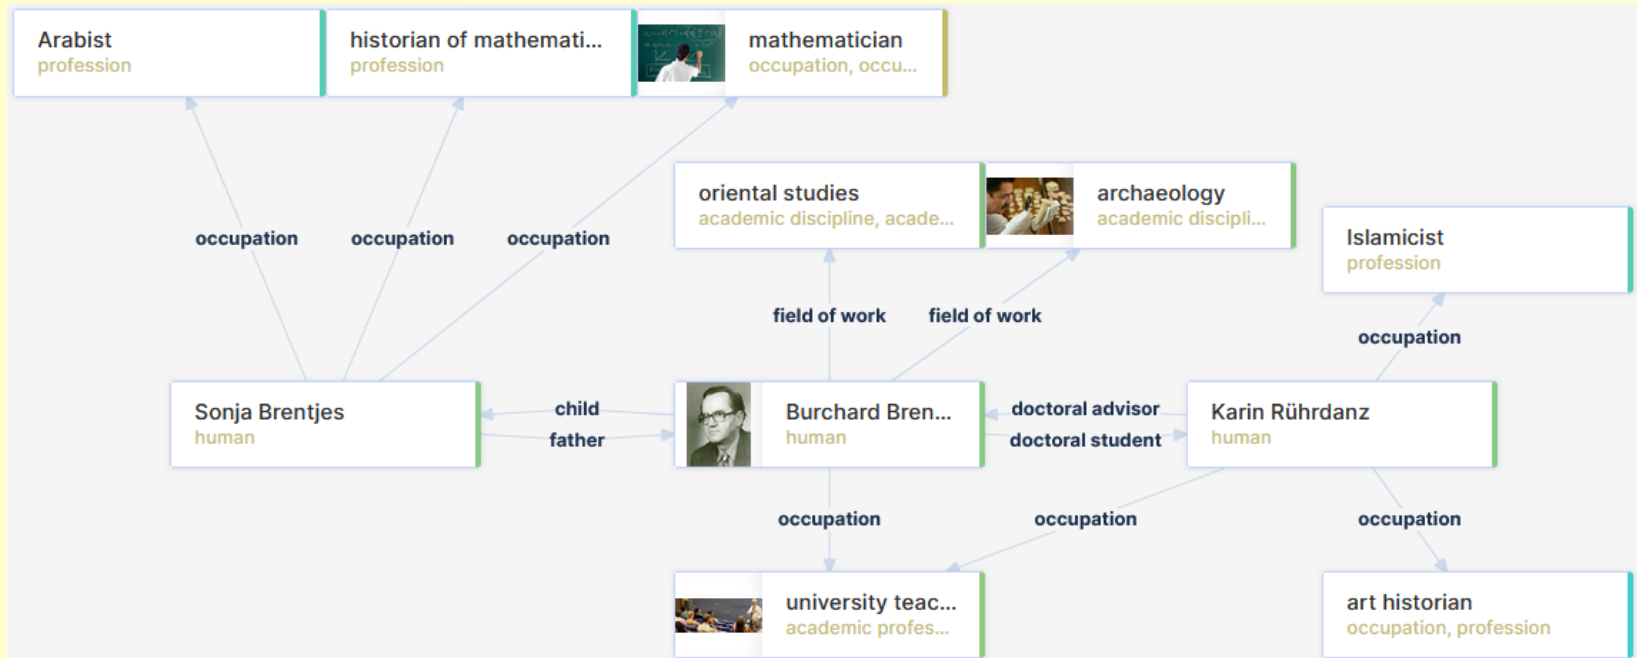 Arabist
profession
historian of mathemati...
profession
mathematician
occupation, occu...
oriental studies
academic discipline, acade...
archaeology
academic discipli...
Islamicist
profession
occupation
occupation
occupation
field of work
field of work
occupation
Sonja Brentjes
human
child
father
Burchard Bren...
human
doctoral advisor
doctoral student
Karin Rührdanz
human
occupation
occupation
occupation
university teac...
academic profes...
art historian
occupation, profession